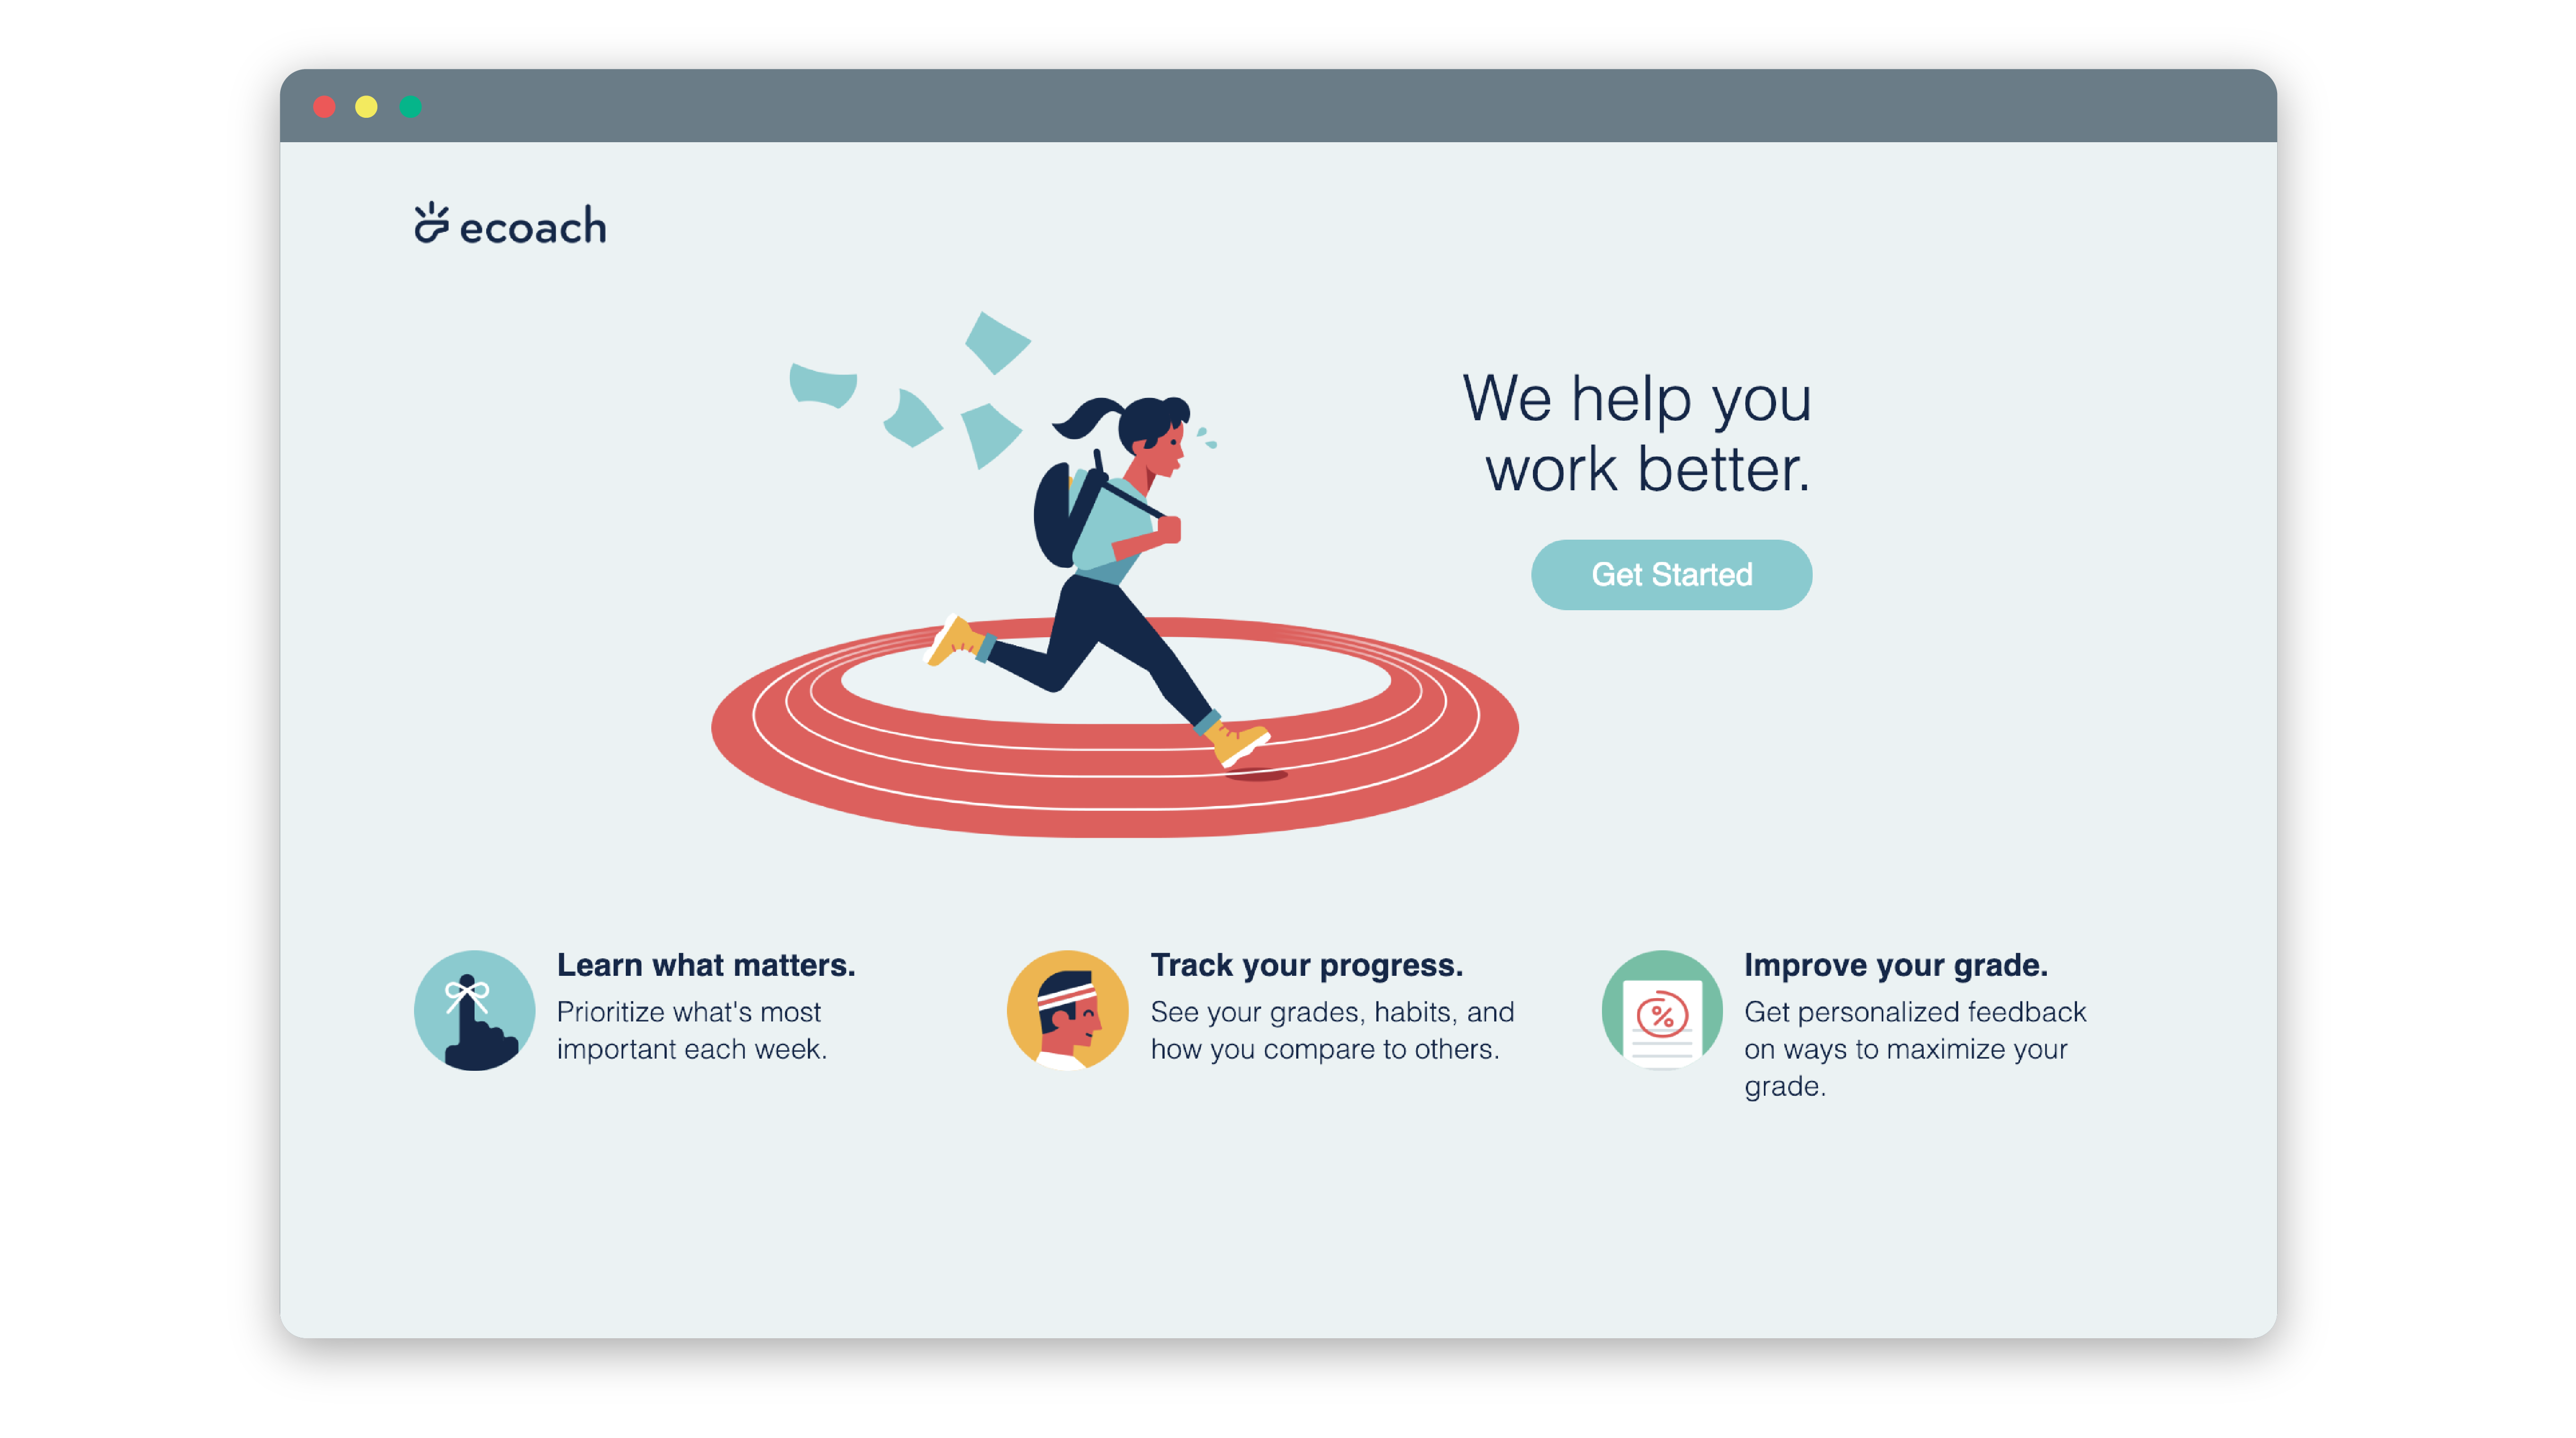 ecoach
We help you
work better.
Get Started
Learn what matters.
Prioritize what's most
important each week.
Track your progress.
See your grades, habits, and
how you compare to others.
%
Improve your grade.
Get personalized feedback
on ways to maximize your
grade.